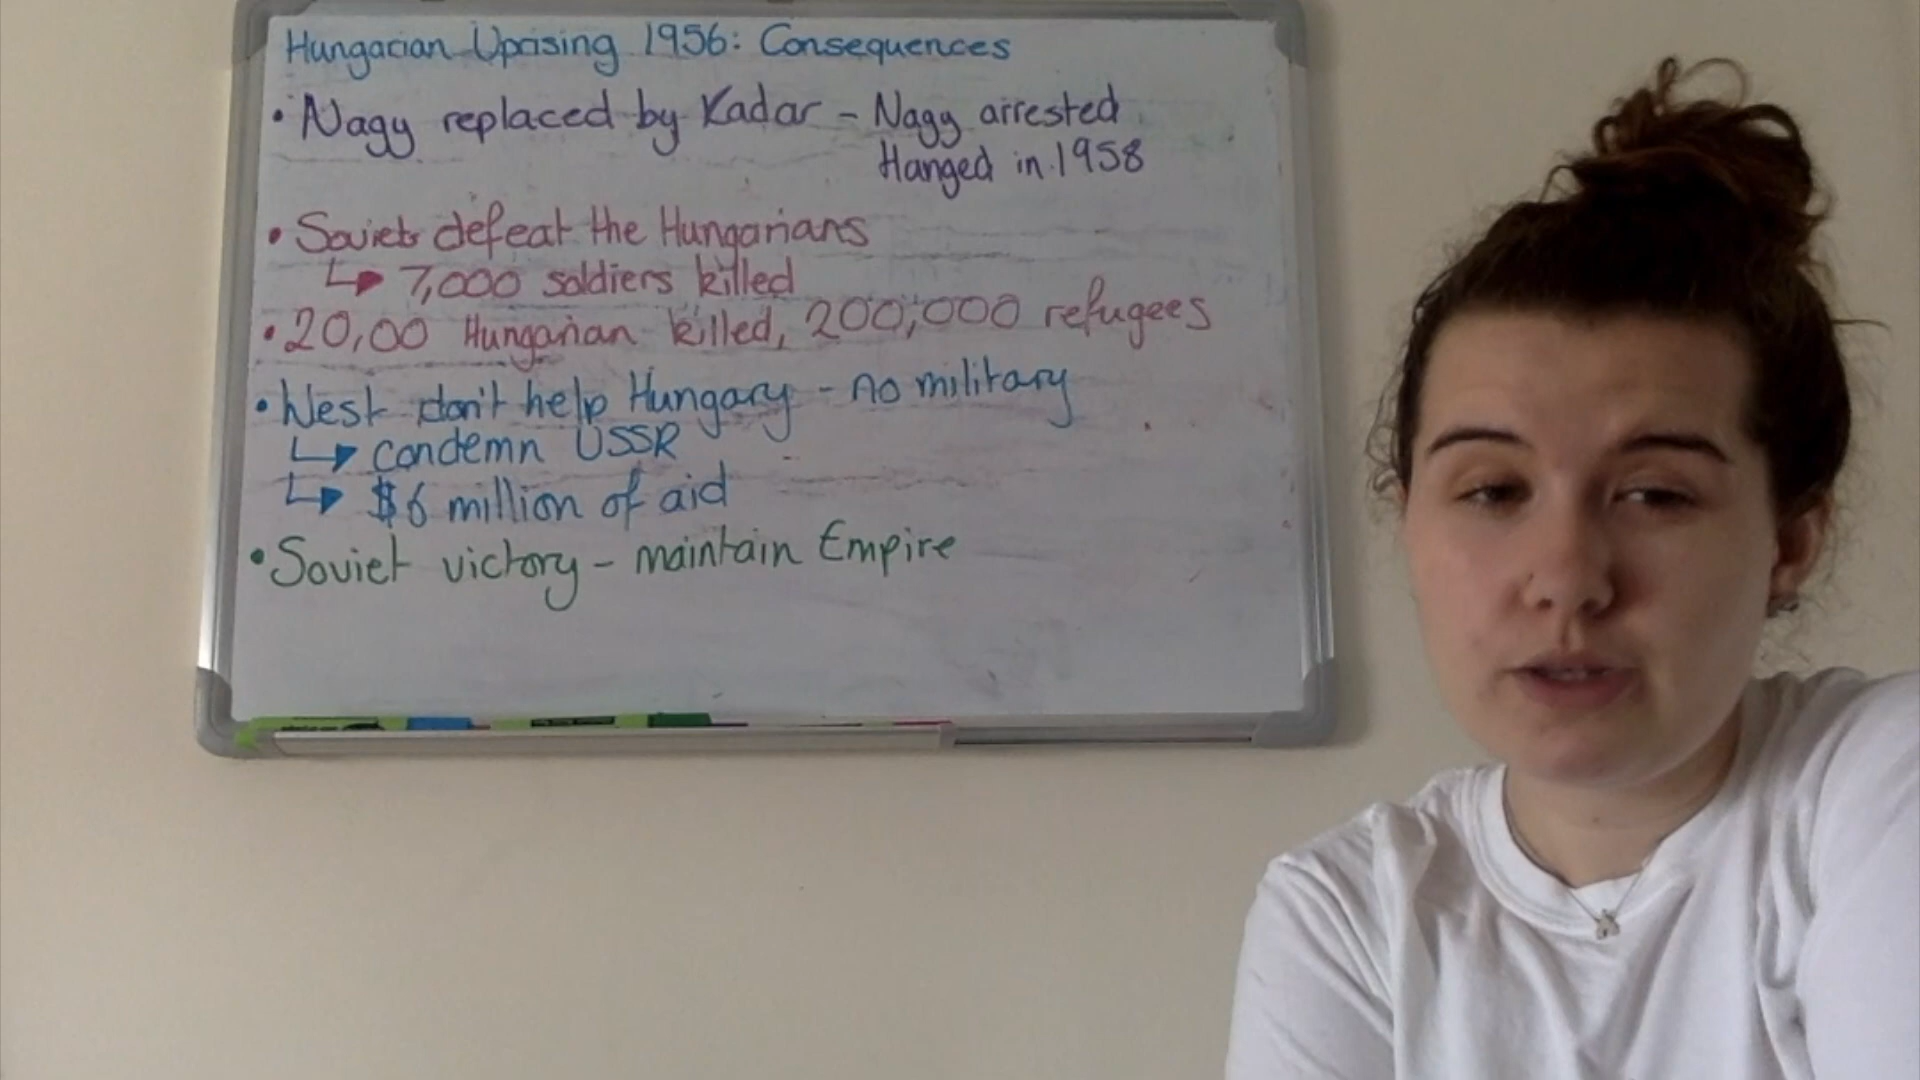 Hungarian Uprising 1956: Consequences
• Nagy replaced by Kadar - Nagy arrested
Hanged in 1958
• Soviets defeat the Hungarians
↳ 7,000 soldiers killed
• 20,00 Hungarian killed, 200,000 refugees
• West don't help Hungary - no military
↳ condemn USSR
↳ $6 million of aid
• Soviet victory - maintain Empire